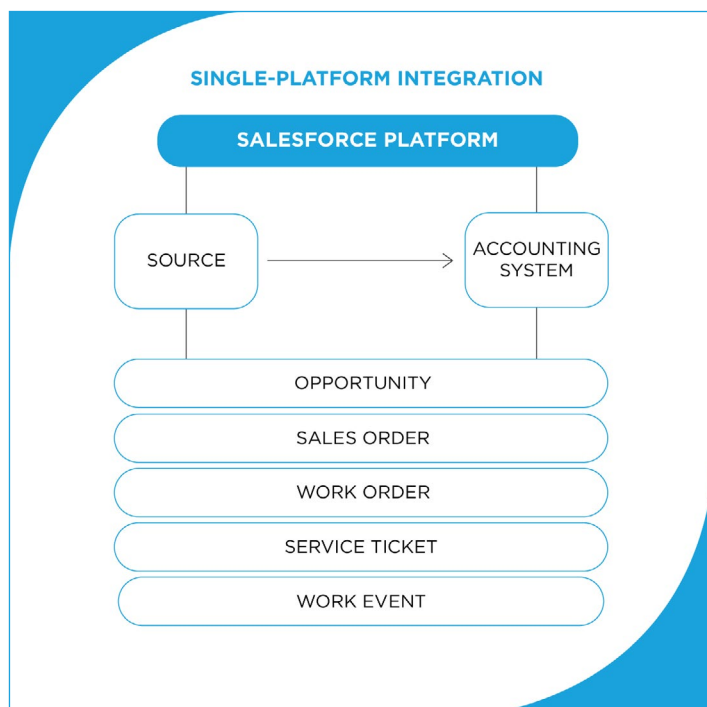 SINGLE-PLATFORM INTEGRATION
SALESFORCE PLATFORM
SOURCE
ACCOUNTING
SYSTEM
OPPORTUNITY
SALES ORDER
WORK ORDER
SERVICE TICKET
WORK EVENT